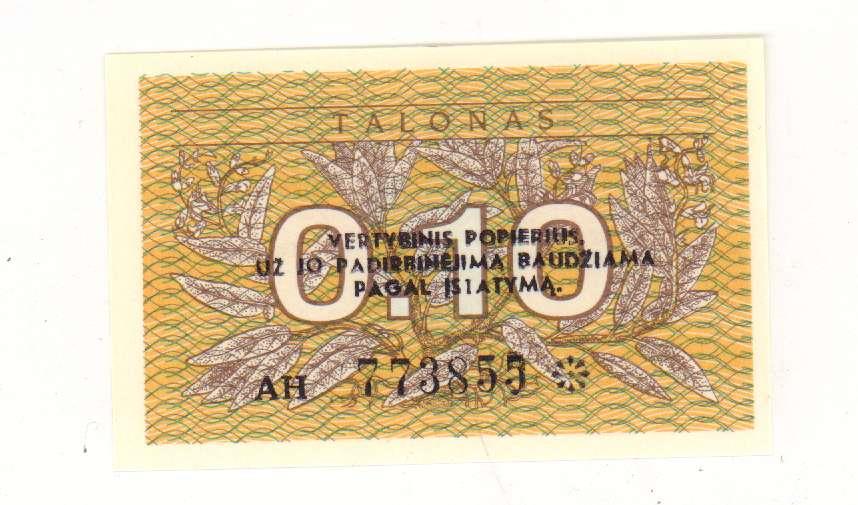 TALONAS
0.10
VERTYBINIS POPIERIUS.
UŽ JO PADIRBINĖJIMĄ BAUDŽIAMA
PAGAL ĮSTATYMĄ.
AH 773855